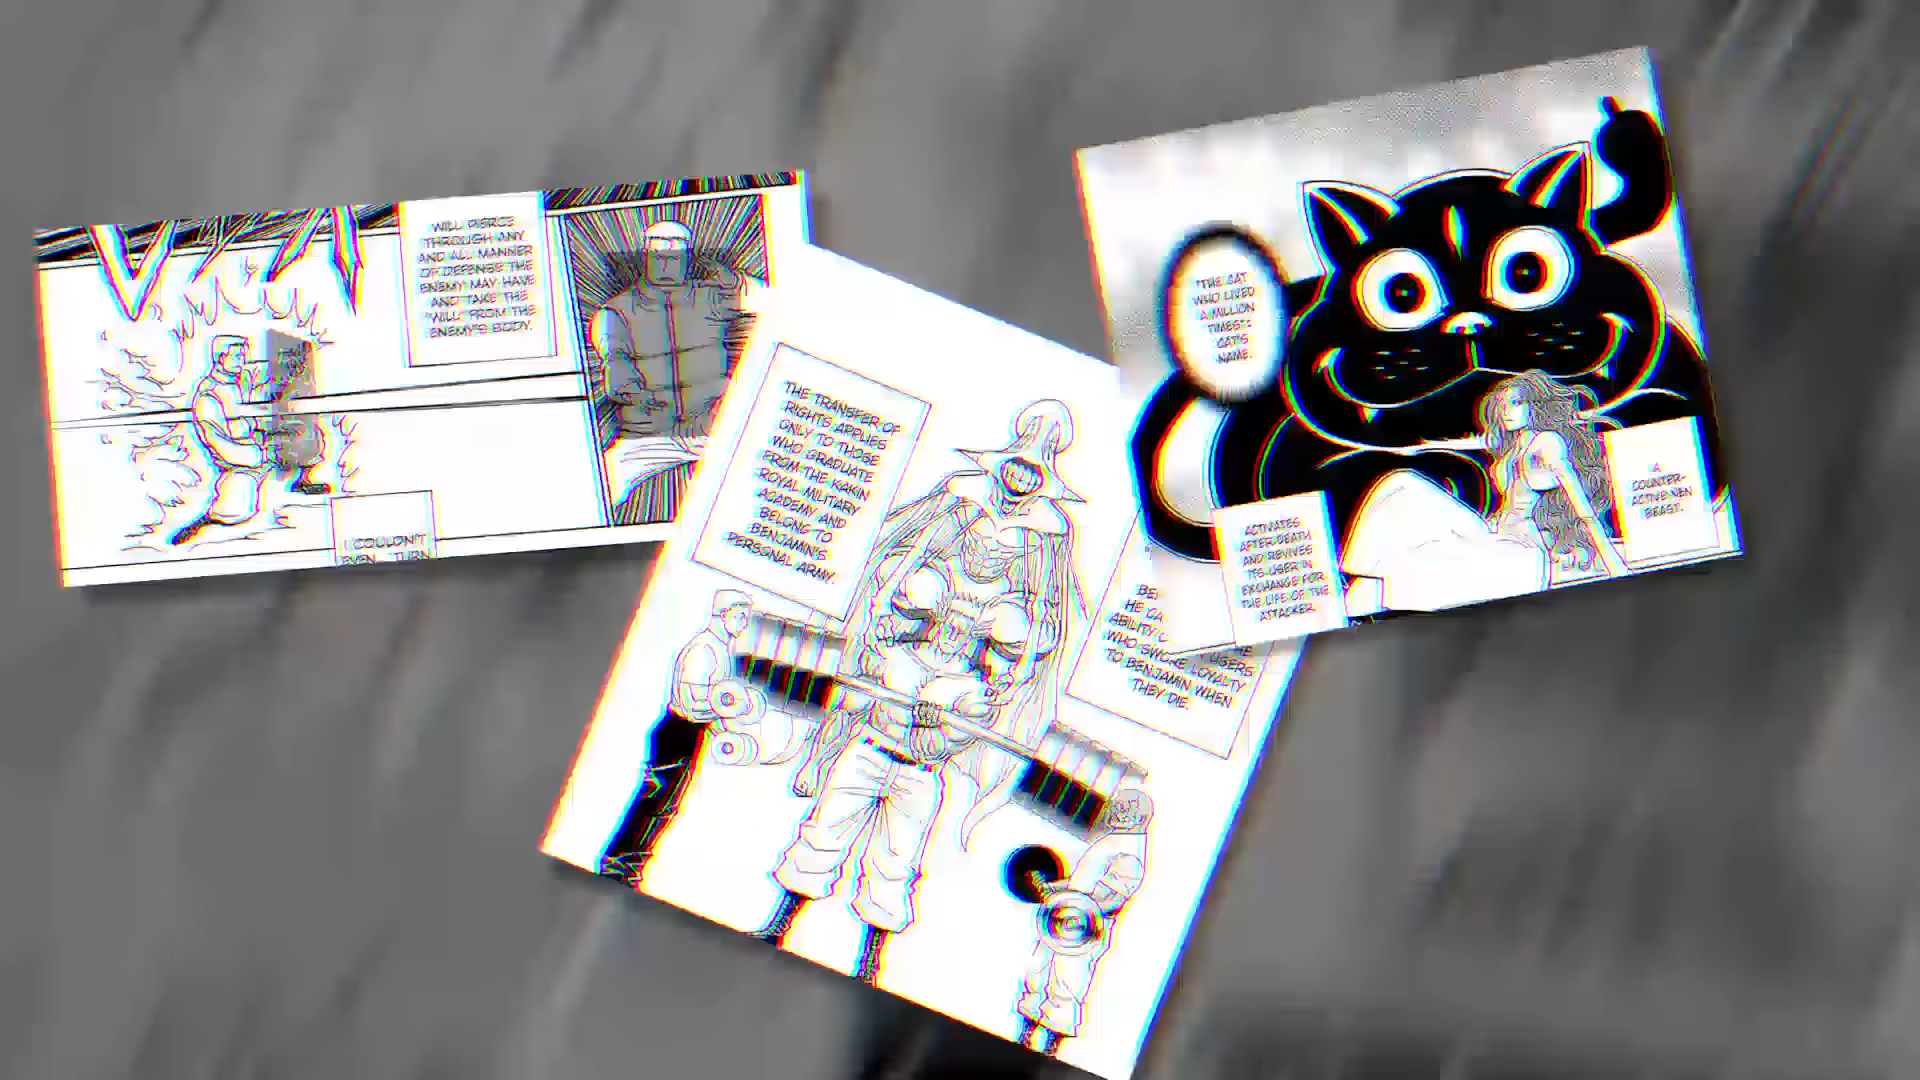 WILL PIERCE
THROUGH ANY
AND ALL MANNER
OF DEFENSE THE
ENEMY MAY HAVE
AND TAKE THE
"WILL" FROM THE
ENEMY'S BODY.
I COULDN'T
EVEN TURN
THE TRANSFER OF
RIGHTS APPLIES
ONLY TO THOSE
WHO GRADUATE
FROM THE KAKIN
ROYAL MILITARY
ACADEMY AND
BELONG TO
BENJAMIN'S
PERSONAL ARMY.
HE CA
ABILITY
USERS
WHO SWORE LOYALTY
TO BENJAMIN WHEN
THEY DIE.
"THE CAT
WHO LIVED
A MILLION
TIMES":
CAT'S
NAME.
ACTIVATES
AFTER DEATH
AND REVIVES
ITS USER IN
EXCHANGE FOR
THE LIFE OF THE
ATTACKER.
A
COUNTER-
ACTIVE NEN
BEAST.